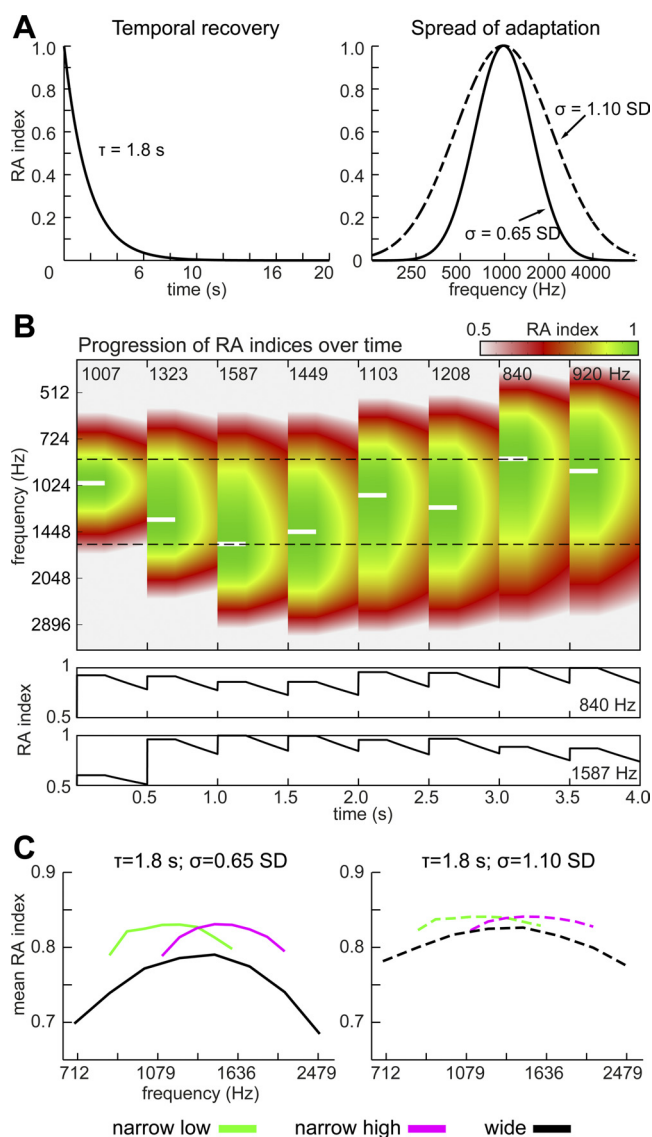 A
Temporal recovery
Spread of adaptation
1.0
0.8
0.6
0.4
0.2
RA index
τ = 1.8 s
0
6
12
16
20
time (s)
1.0
0.8
0.6
0.4
0.2
σ = 1.10 SD
σ = 0.65 SD
250
500
1000
2000
4000
frequency (Hz)
B
Progression of RA indices over time
0.5
RA index
1
1007
1323
1587
1449
1103
1208
840
920 Hz
512
724
1024
1448
2048
2896
frequency (Hz)
1
0.5
840 Hz
RA index
1
0.5
1587 Hz
0.5
1.0
1.5
2.0
2.5
3.0
3.5
4.0
time (s)
C
τ=1.8 s; σ=0.65 SD
τ=1.8 s; σ=1.10 SD
0.9
0.8
0.7
mean RA index
712
1079
1636
2479
frequency (Hz)
0.9
0.8
0.7
712
1079
1636
2479
narrow low
narrow high
wide